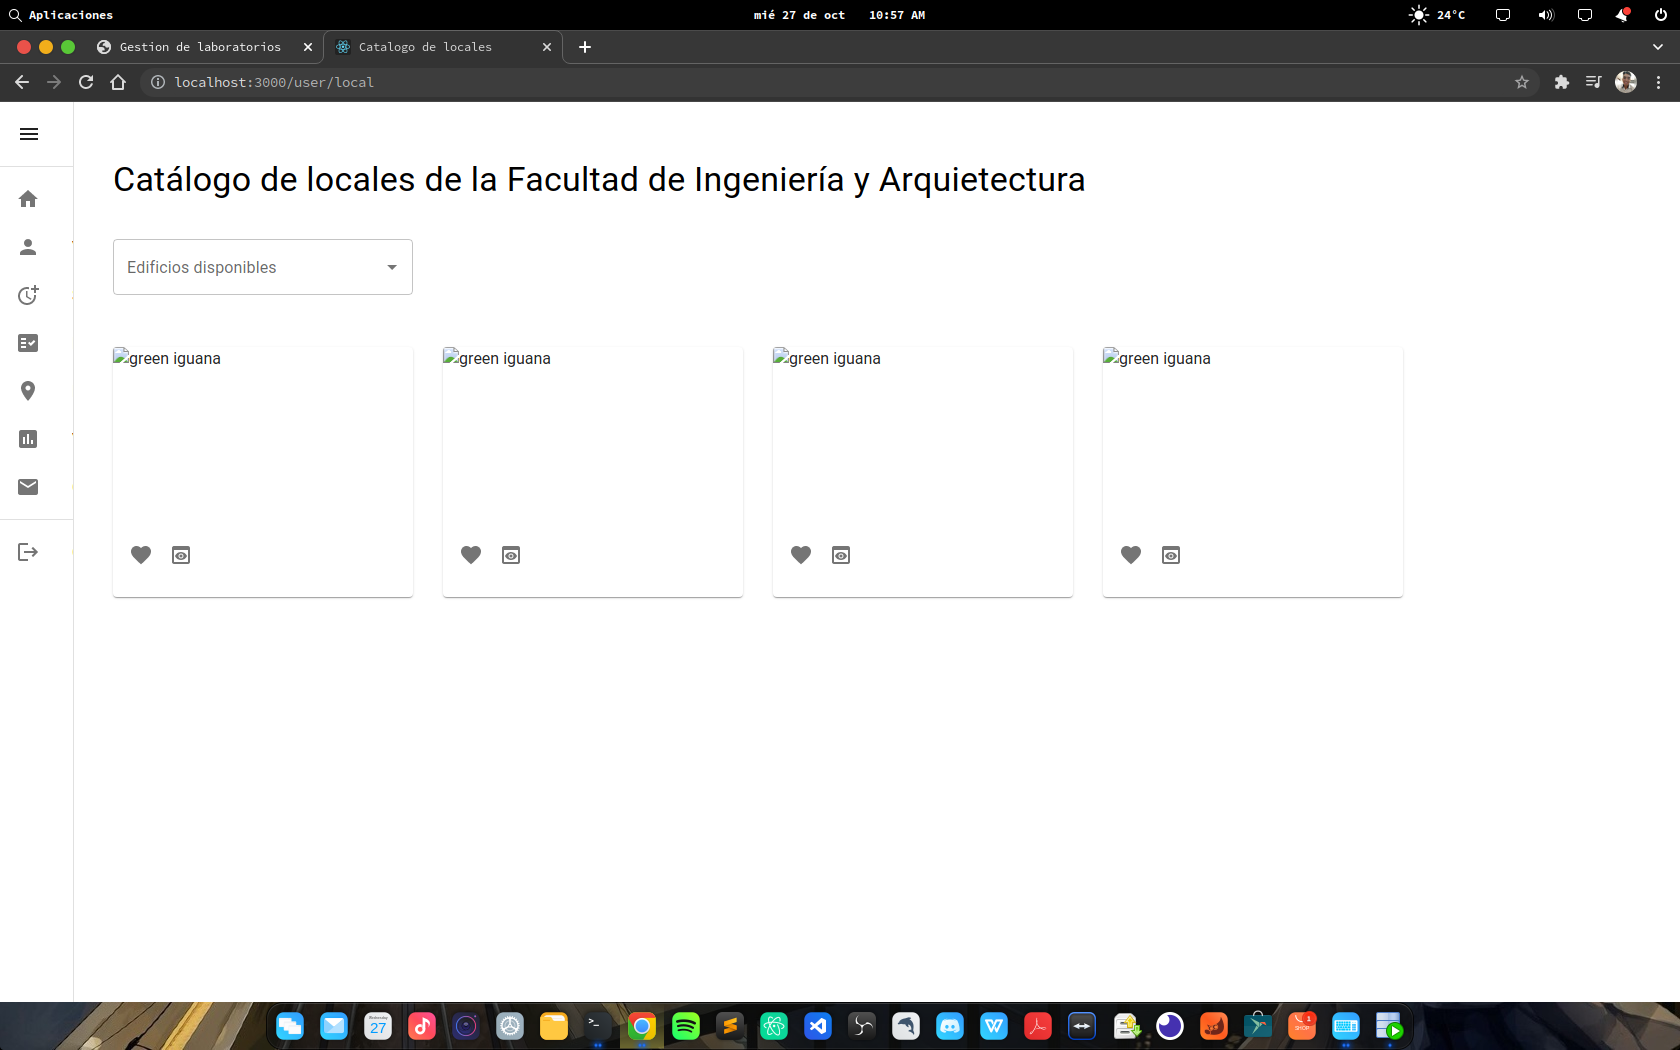 Aplicaciones
mié 27 de oct 10:57 AM
24°C
Gestion de laboratorios
Catalogo de locales
localhost:3000/user/local
Catálogo de locales de la Facultad de Ingeniería y Arquietectura
Edificios disponibles
green iguana green iguana green iguana green iguana
27
1